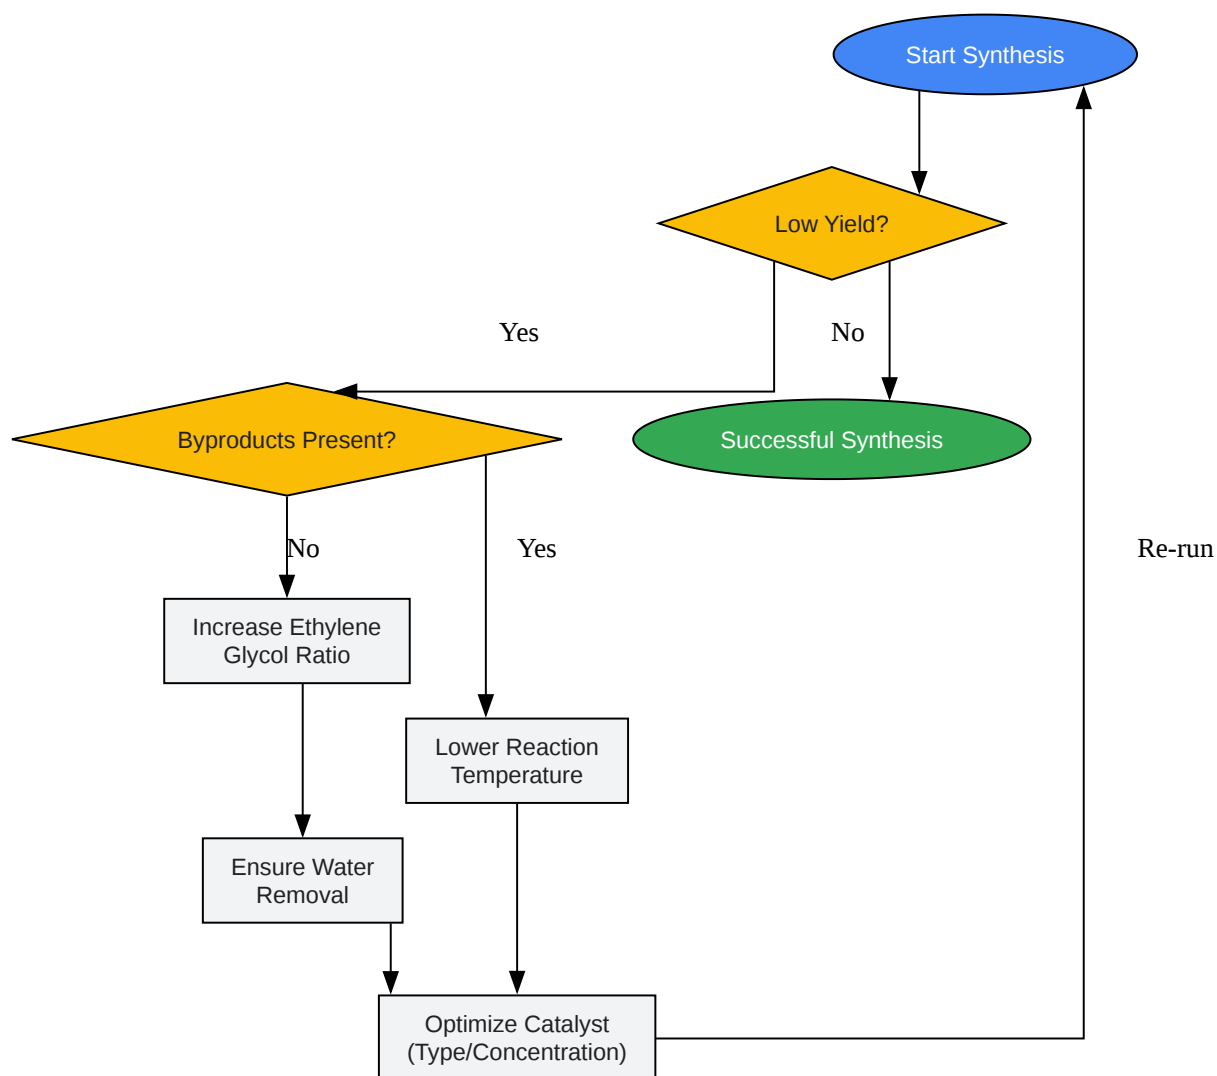 Start Synthesis
Low Yield?
Yes
No
Byproducts Present?
Successful Synthesis
No
Yes
Re-run
Increase Ethylene
Glycol Ratio
Lower Reaction
Temperature
Ensure Water
Removal
Optimize Catalyst
(Type/Concentration)